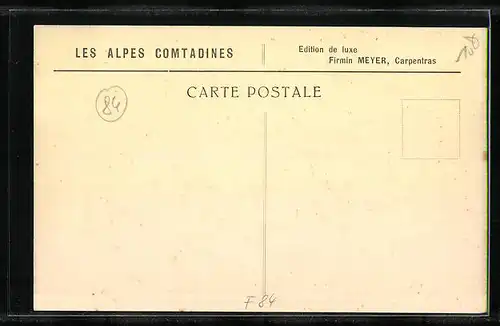 LES ALPES COMTADINES
Edition de luxe
Firmin MEYER, Carpentras
CARTE POSTALE
84
F 84